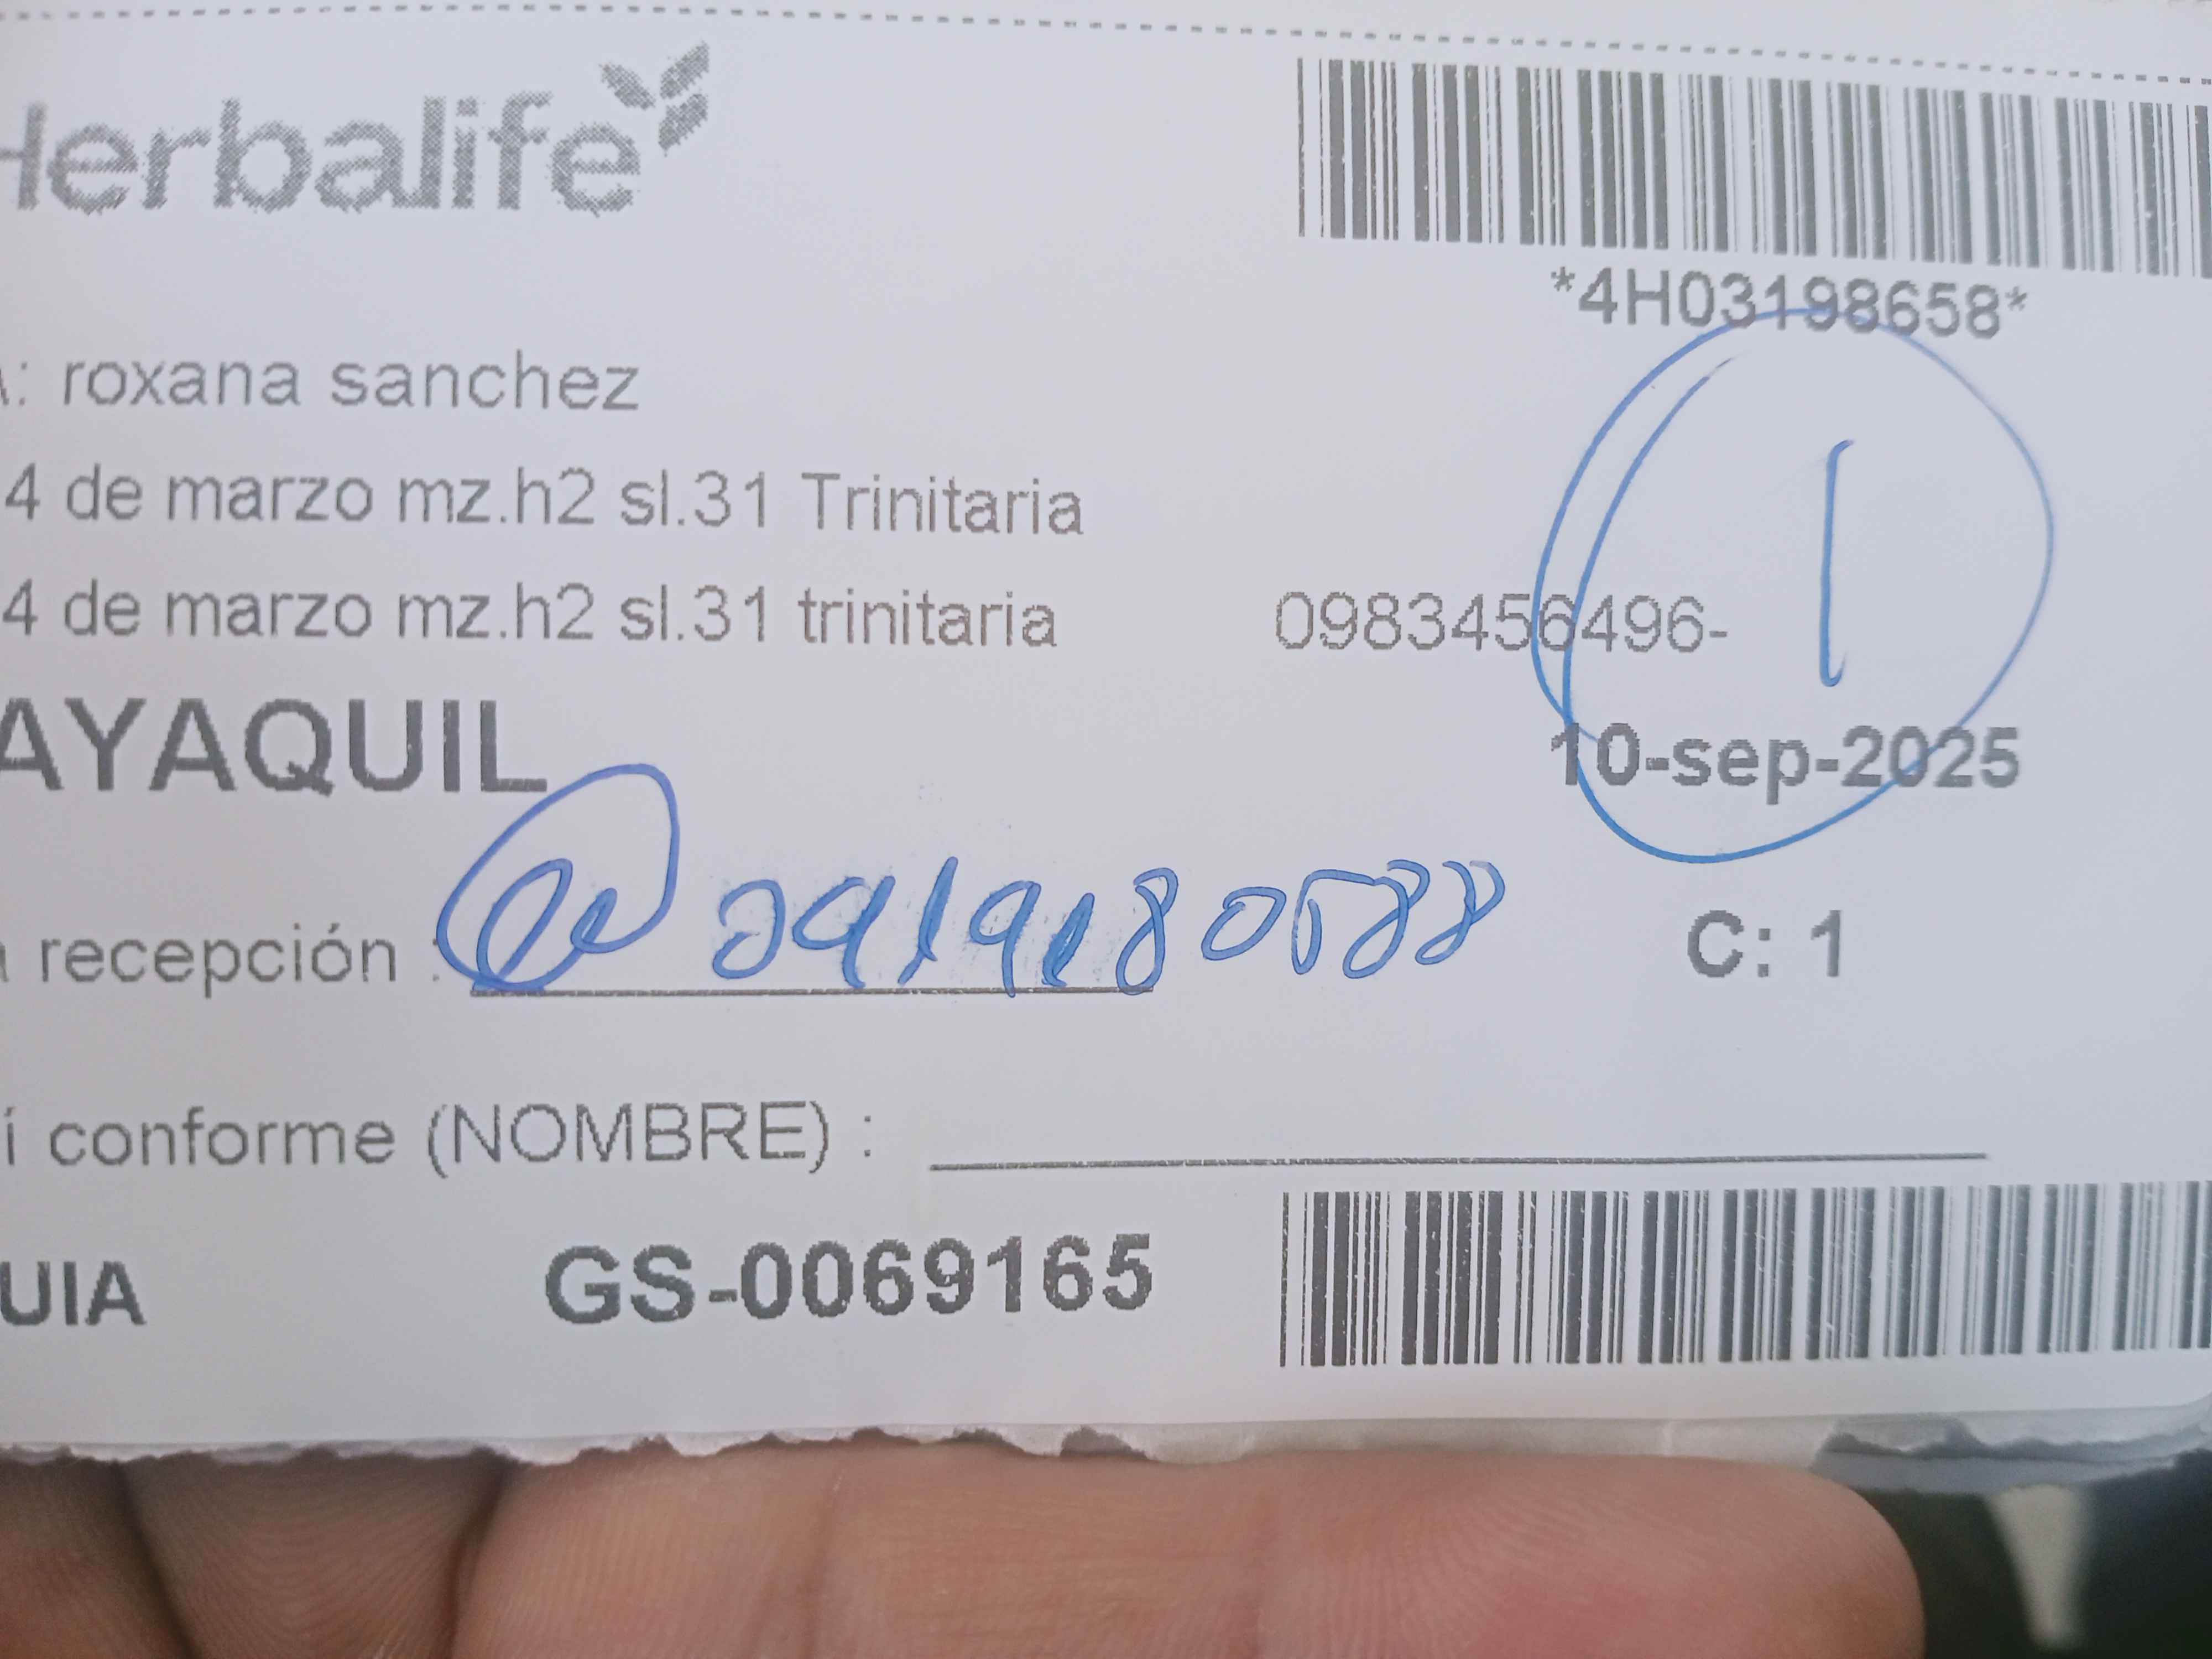 Herbalife
*4H03198658*
A: roxana sanchez
4 de marzo mz.h2 sl.31 Trinitaria
4 de marzo mz.h2 sl.31 trinitaria 0983456496-
1
AYAQUIL 10-sep-2025
recepción : 0919180588 C: 1
í conforme (NOMBRE) :
UIA GS-0069165